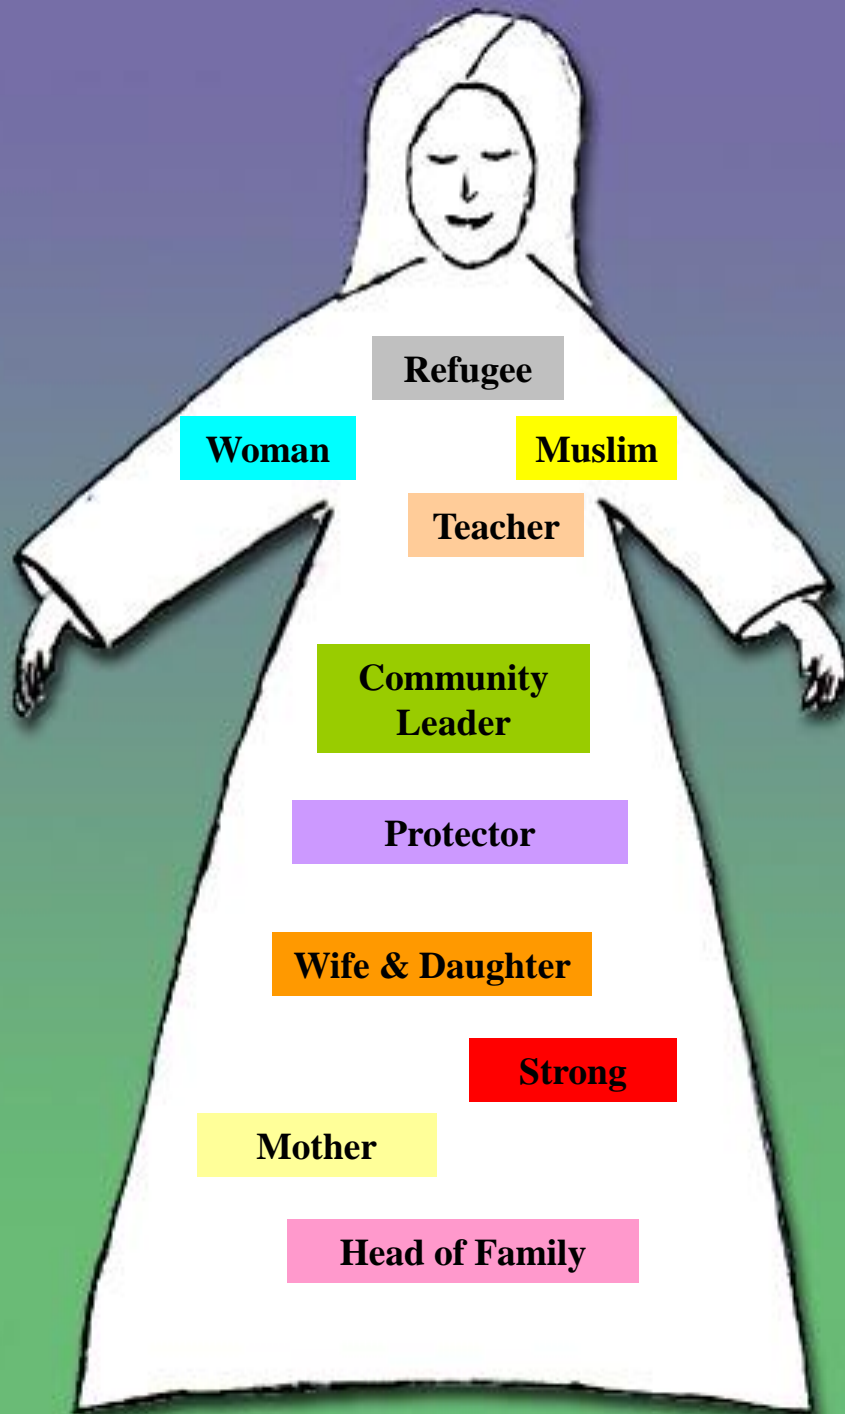 Refugee
Woman
Muslim
Teacher
Community
Leader
Protector
Wife & Daughter
Strong
Mother
Head of Family